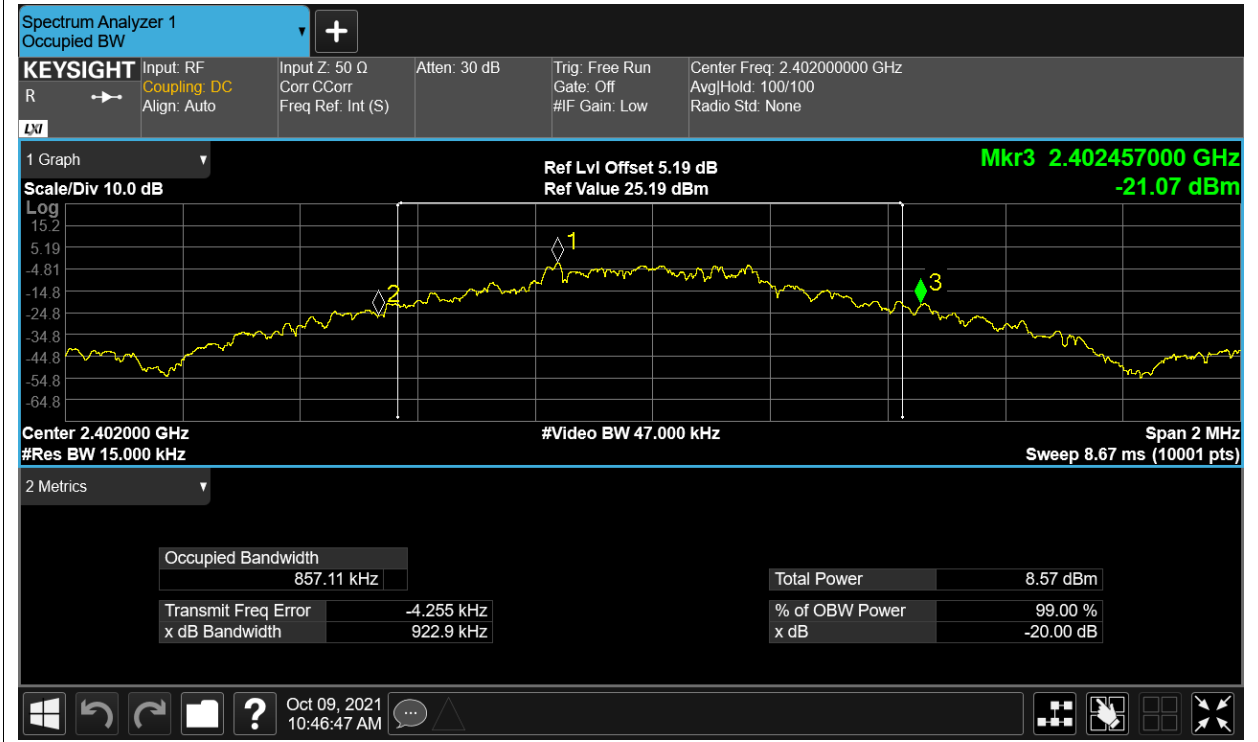 Spectrum Analyzer 1
Occupied BW
KEYSIGHT Input: RF Input Z: 50 Ω Atten: 30 dB Trig: Free Run Center Freq: 2.402000000 GHz
R Coupling: DC Corr CCorr Gate: Off Avg|Hold: 100/100
Align: Auto Freq Ref: Int (S) #IF Gain: Low Radio Std: None
LXI
1 Graph Ref Lvl Offset 5.19 dB Mkr3 2.402457000 GHz
Scale/Div 10.0 dB Ref Value 25.19 dBm -21.07 dBm
Log
15.2
5.19
-4.81
-14.8
-24.8
-34.8
-44.8
-54.8
-64.8
1
2
3
Center 2.402000 GHz #Video BW 47.000 kHz Span 2 MHz
#Res BW 15.000 kHz Sweep 8.67 ms (10001 pts)
2 Metrics
Occupied Bandwidth
857.11 kHz Total Power 8.57 dBm
Transmit Freq Error -4.255 kHz % of OBW Power 99.00 %
x dB Bandwidth 922.9 kHz x dB -20.00 dB
? Oct 09, 2021
10:46:47 AM